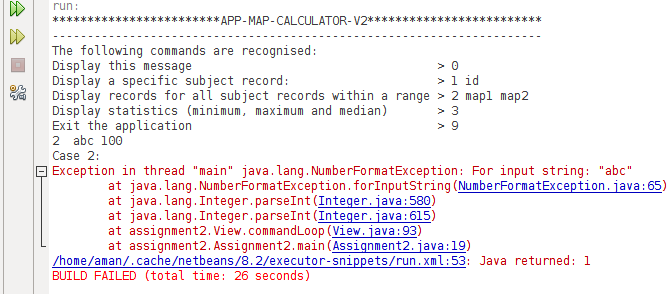 run:
************************APP-MAP-CALCULATOR-V2*************************
----------------------------------------------------------------------
The following commands are recognised:
Display this message > 0
Display a specific subject record: > 1 id
Display records for all subject records within a range > 2 map1 map2
Display statistics (minimum, maximum and median) > 3
Exit the application > 9
2  abc 100
Case 2:
Exception in thread "main" java.lang.NumberFormatException: For input string: "abc"
at java.lang.NumberFormatException.forInputString(NumberFormatException.java:65)
at java.lang.Integer.parseInt(Integer.java:580)
at java.lang.Integer.parseInt(Integer.java:615)
at assignment2.View.commandLoop(View.java:93)
at assignment2.Assignment2.main(Assignment2.java:19)
/home/aman/.cache/netbeans/8.2/executor-snippets/run.xml:53: Java returned: 1
BUILD FAILED (total time: 26 seconds)